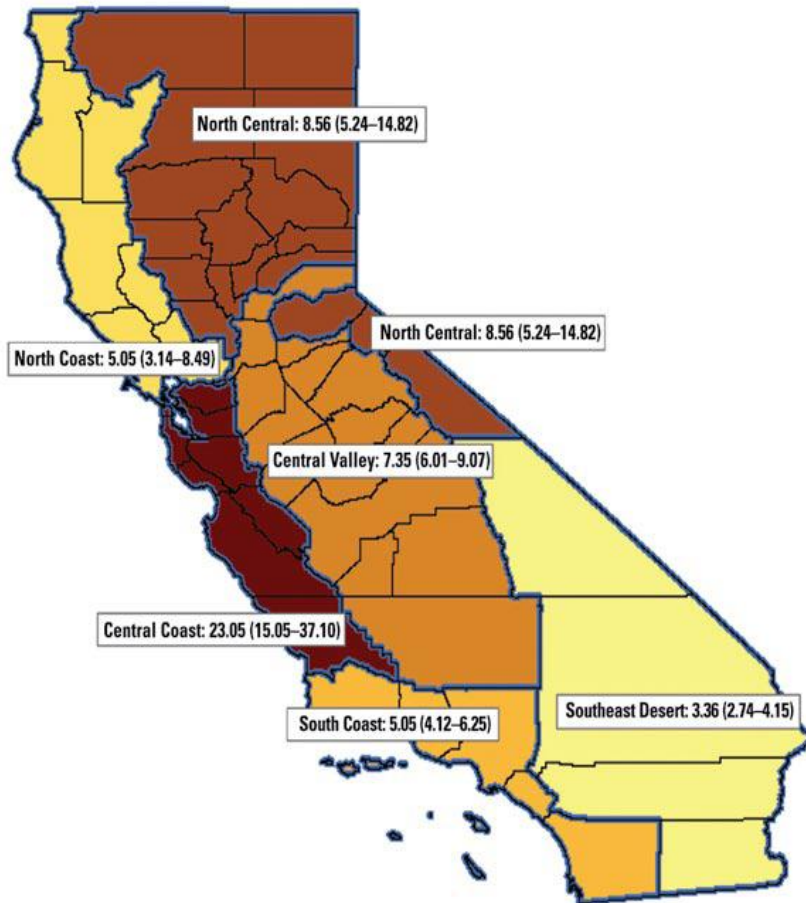 North Central: 8.56 (5.24–14.82)
North Central: 8.56 (5.24–14.82)
North Coast: 5.05 (3.14–8.49)
Central Valley: 7.35 (6.01–9.07)
Central Coast: 23.05 (15.05–37.10)
Southeast Desert: 3.36 (2.74–4.15)
South Coast: 5.05 (4.12–6.25)